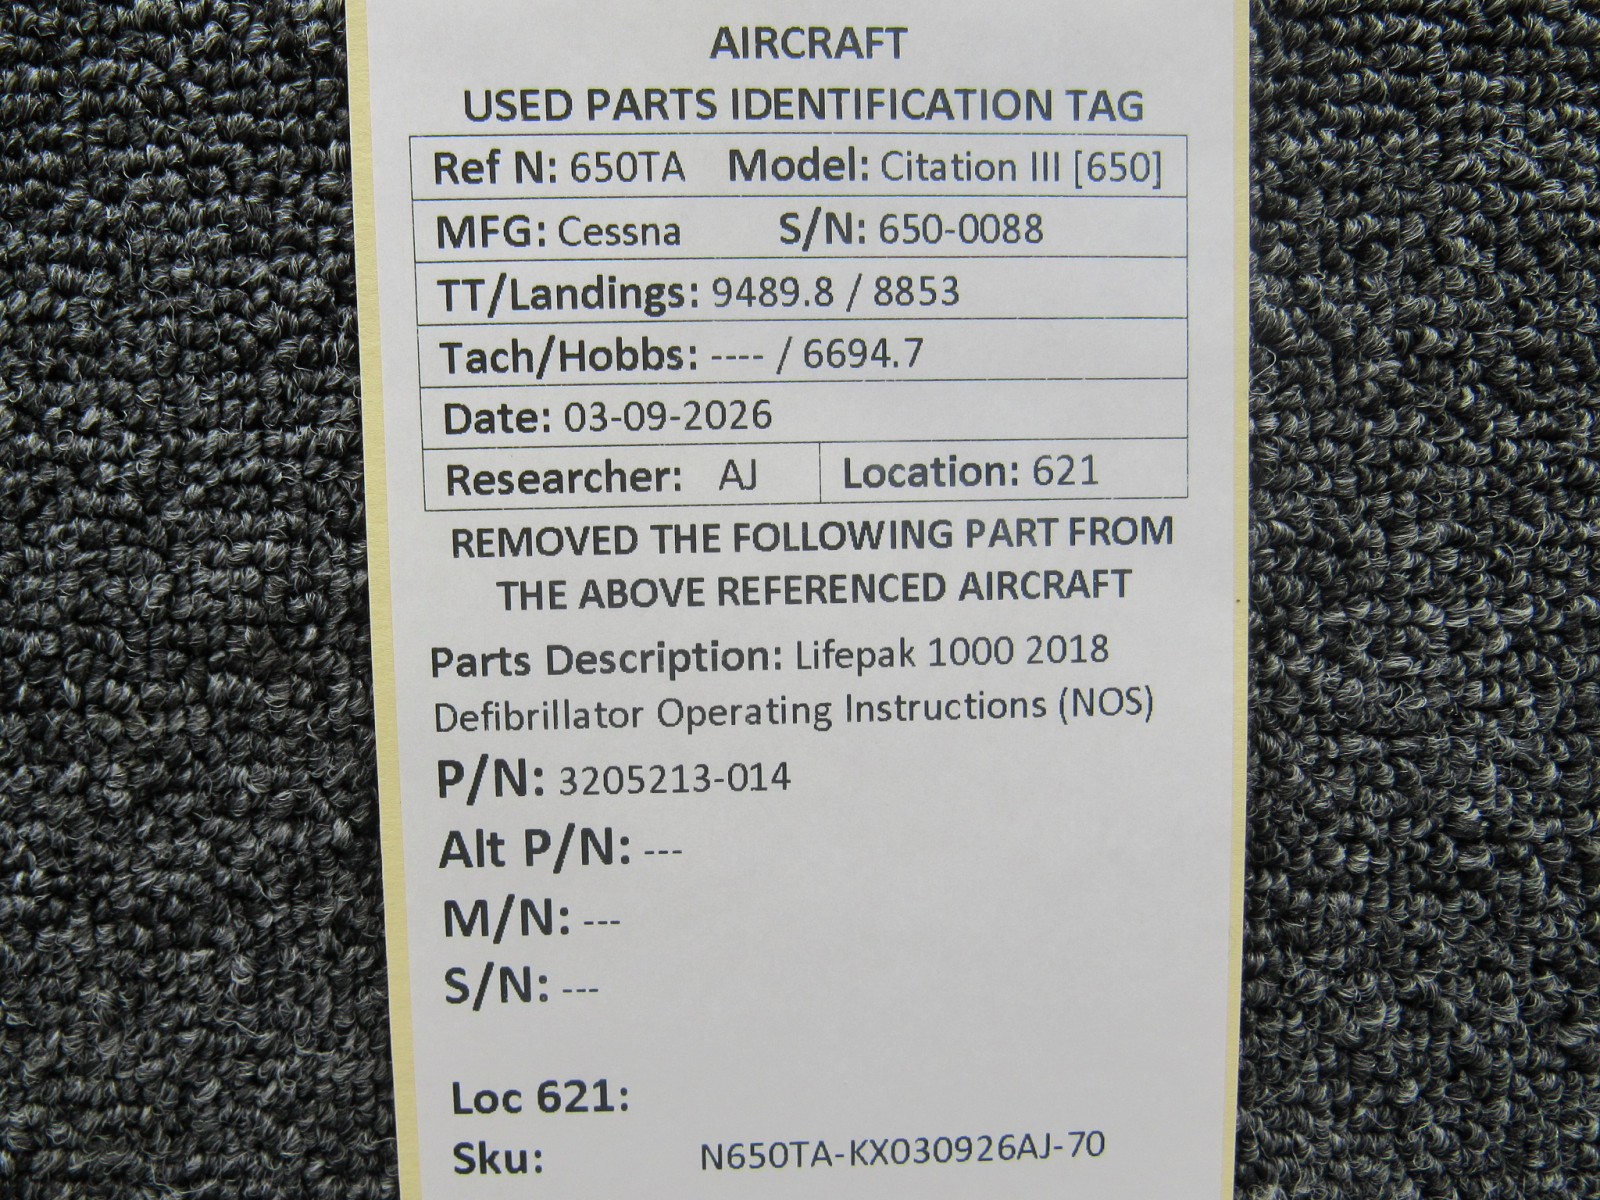 AIRCRAFT
USED PARTS IDENTIFICATION TAG
Ref N: 650TA Model: Citation III [650]
MFG: Cessna S/N: 650-0088
TT/Landings: 9489.8 / 8853
Tach/Hobbs: ---- / 6694.7
Date: 03-09-2026
Researcher: AJ Location: 621
REMOVED THE FOLLOWING PART FROM
THE ABOVE REFERENCED AIRCRAFT
Parts Description: Lifepak 1000 2018
Defibrillator Operating Instructions (NOS)
P/N: 3205213-014
Alt P/N: ---
M/N: ---
S/N: ---
Loc 621:
Sku: N650TA-KX030926AJ-70